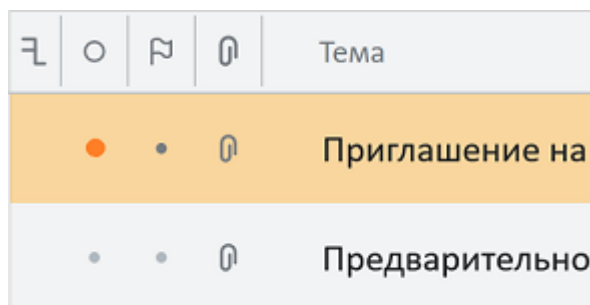 Тема
Приглашение на
Предварительно